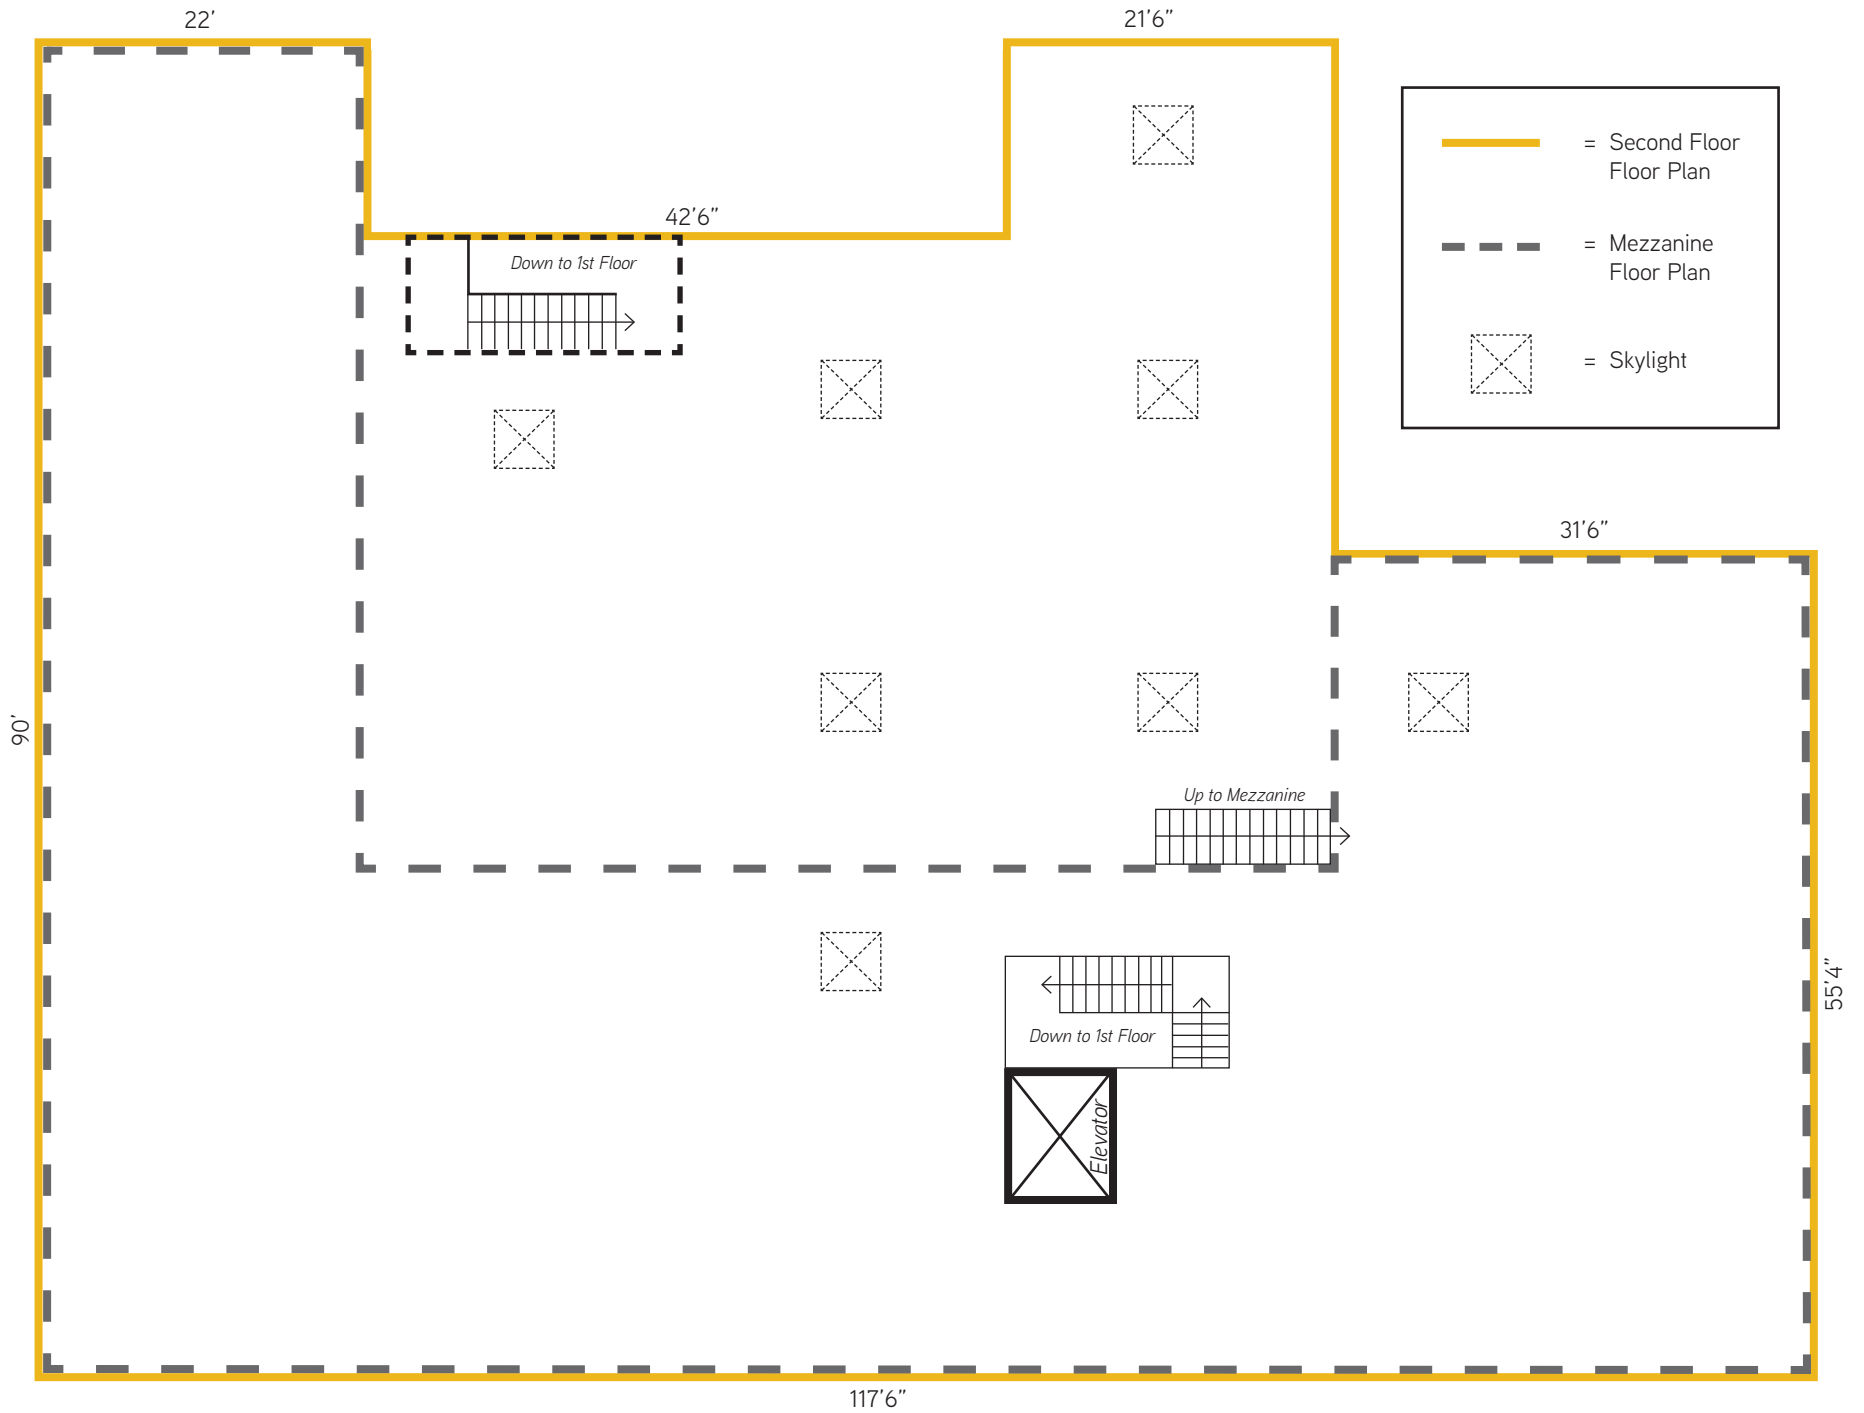 22’
21’6”
= Second Floor
Floor Plan
42’6”
= Mezzanine
Floor Plan
Down to 1st Floor
= Skylight
31’6”
90’
Up to Mezzanine
55’4”
Down to 1st Floor
Elevator
117’6”